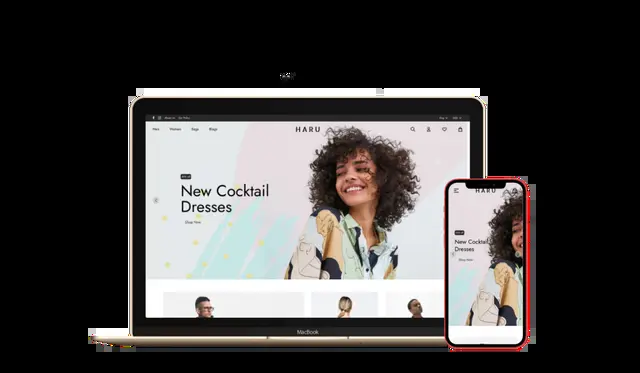 Men Women Bags Blogs HARU
New Cocktail
Dresses
Shop Now
MacBook
HARU
New Cocktail
Dresses
Shop Now